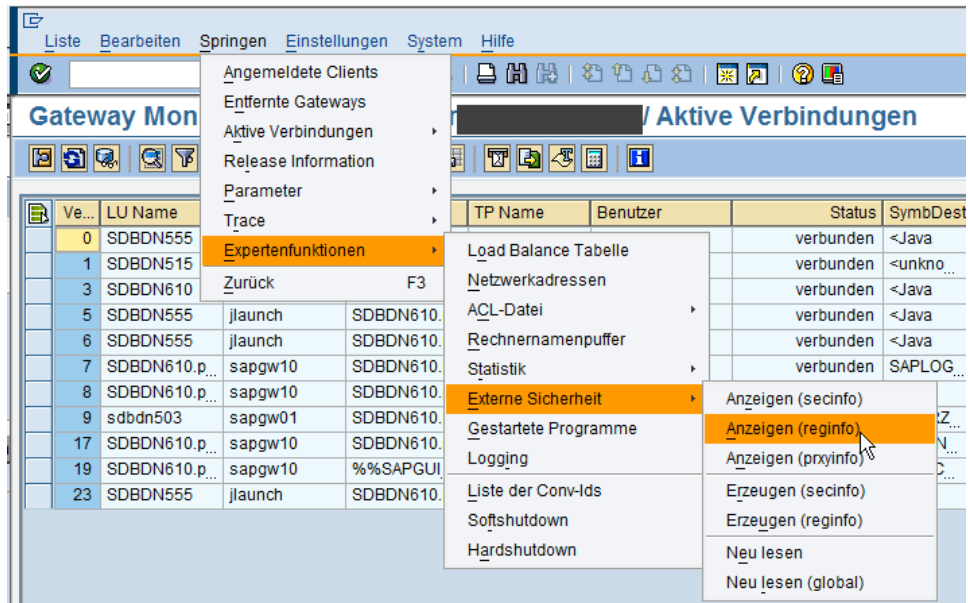 Liste Bearbeiten Springen Einstellungen System Hilfe
Angemeldete Clients
Entfernte Gateways
Aktive Verbindungen
Release Information
Parameter
Trace
Expertenfunktionen
Zurück F3
Gateway Mon / Aktive Verbindungen
Ve... LU Name TP Name Benutzer Status SymbDest
0 SDBDN555 verbunden <Java
1 SDBDN515 verbunden <unkno...
3 SDBDN610 verbunden <Java
5 SDBDN555 jlaunch SDBDN610. verbunden <Java
6 SDBDN555 jlaunch SDBDN610. verbunden <Java
7 SDBDN610.p... sapgw10 SDBDN610. verbunden SAPLOG...
8 SDBDN610.p... sapgw10 SDBDN610.
9 sdbdn503 sapgw01 SDBDN610. RZ...
17 SDBDN610.p... sapgw10 SDBDN610. N...
19 SDBDN610.p... sapgw10 %%SAPGUI C...
23 SDBDN555 jlaunch SDBDN610.
Load Balance Tabelle
Netzwerkadressen
ACL-Datei
Rechnernamenpuffer
Statistik
Externe Sicherheit
Gestartete Programme
Logging
Liste der Conv-Ids
Softshutdown
Hardshutdown
Anzeigen (secinfo)
Anzeigen (reginfo)
Anzeigen (prxyinfo)
Erzeugen (secinfo)
Erzeugen (reginfo)
Neu lesen
Neu lesen (global)